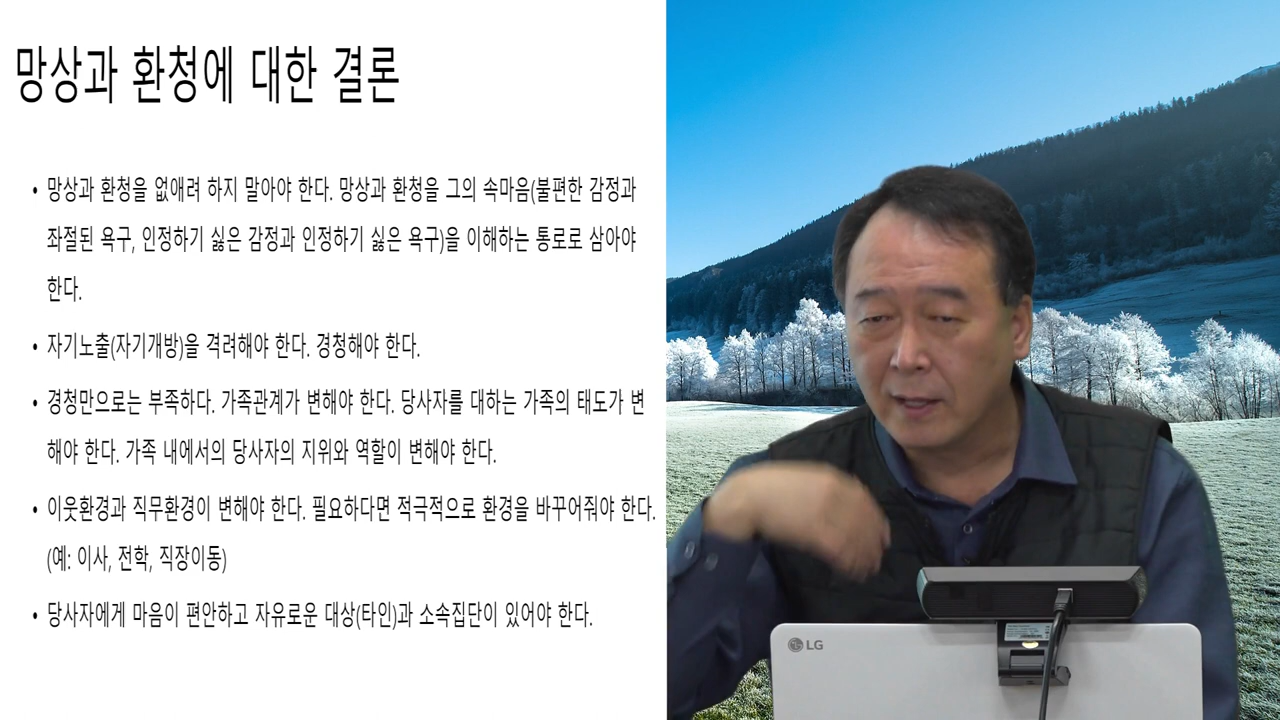 망상과 환청에 대한 결론
• 망상과 환청을 없애려 하지 말아야 한다. 망상과 환청을 그의 속마음(불편한 감정과
좌절된 욕구, 인정하기 싫은 감정과 인정하기 싫은 욕구)을 이해하는 통로로 삼아야
한다.
• 자기노출(자기개방)을 격려해야 한다. 경청해야 한다.
• 경청만으로는 부족하다. 가족관계가 변해야 한다. 당사자를 대하는 가족의 태도가 변
해야 한다. 가족 내에서의 당사자의 지위와 역할이 변해야 한다.
• 이웃환경과 직무환경이 변해야 한다. 필요하다면 적극적으로 환경을 바꾸어줘야 한다.
(예: 이사, 전학, 직장이동)
• 당사자에게 마음이 편안하고 자유로운 대상(타인)과 소속집단이 있어야 한다.
LG